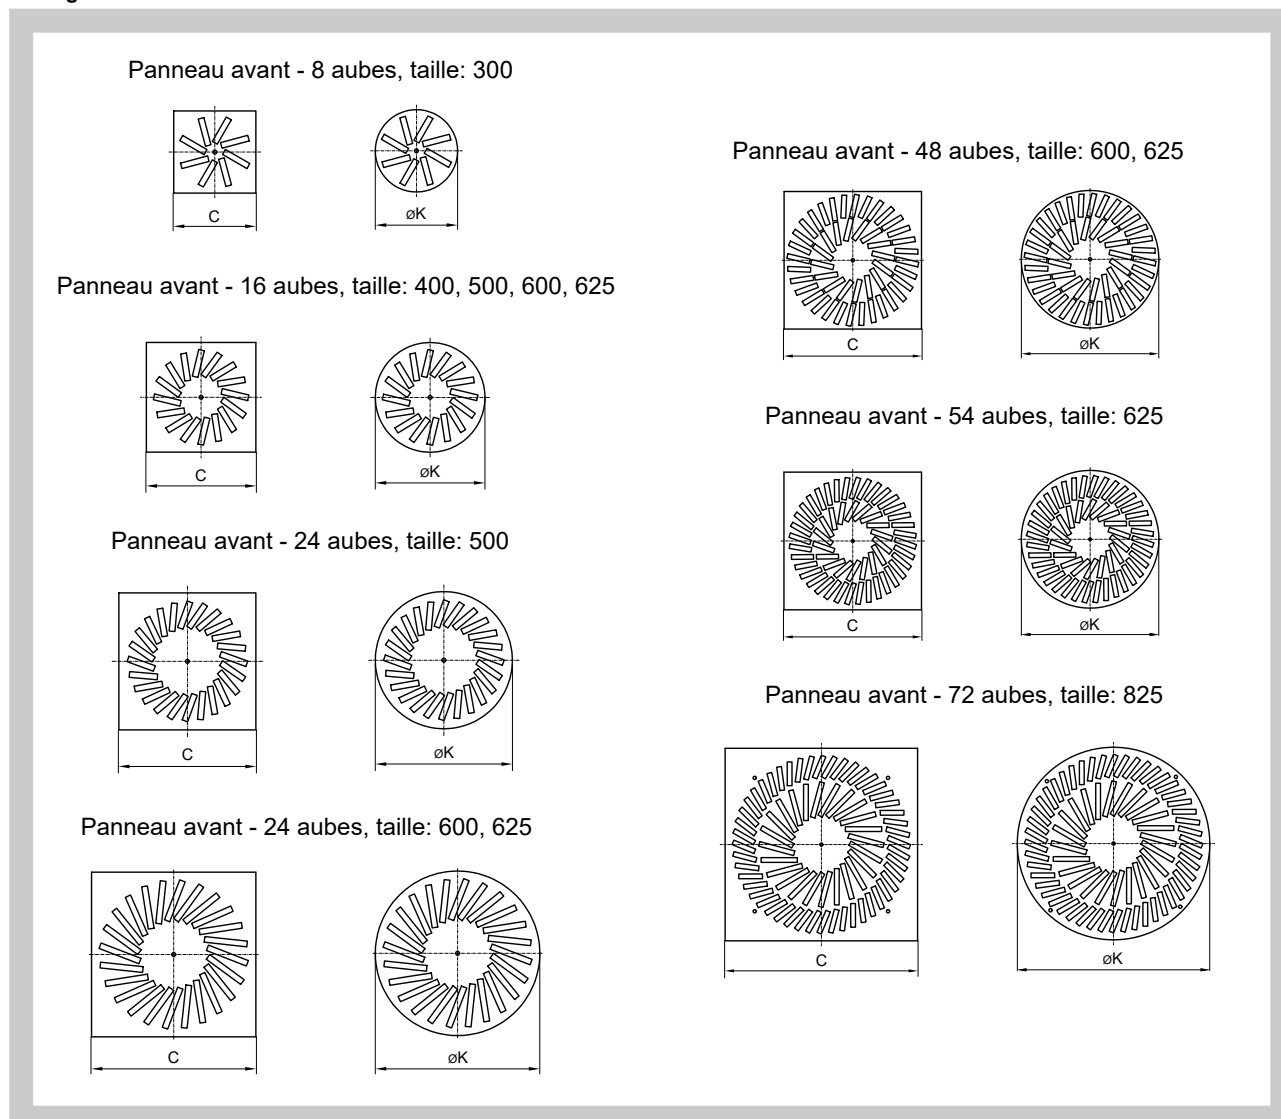 Panneau avant - 8 aubes, taille: 300
C
øK
Panneau avant - 16 aubes, taille: 400, 500, 600, 625
C
øK
Panneau avant - 24 aubes, taille: 500
C
øK
Panneau avant - 24 aubes, taille: 600, 625
C
øK
Panneau avant - 48 aubes, taille: 600, 625
C
øK
Panneau avant - 54 aubes, taille: 625
C
øK
Panneau avant - 72 aubes, taille: 825
C
øK